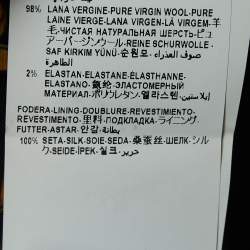 98% LANA VERGINE-PURE VIRGIN WOOL-PURE
LAINE VIERGE-LANA VIRGEN-LÃ VIRGEM-羊
毛-ЧИСТАЯ НАТУРАЛЬНАЯ ШЕРСТЬ-ピュ
アーバージンウール-REINE SCHURWOLLE-
SAF KIRKIM YÜNÜ-순원모- صوف العذراء
الطاهرة
2% ELASTAN-ELASTANE-ÉLASTHANNE-
ELASTANO-氨纶-ЭЛАСТОМЕРНЫЙ
МАТЕРИАЛ-ポリウレタン-엘라스텐- إيلاستين
FODERA-LINING-DOUBLURE-REVESTIMIENTO-
REVESTIMENTO-里料-ПОДКЛАДКА-ライニング-
FUTTER-ASTAR-안감- بطانة
100% SETA-SILK-SOIE-SEDA-桑蚕丝-ШЕЛК-シル
ク-SEIDE-İPEK-실크- حرير